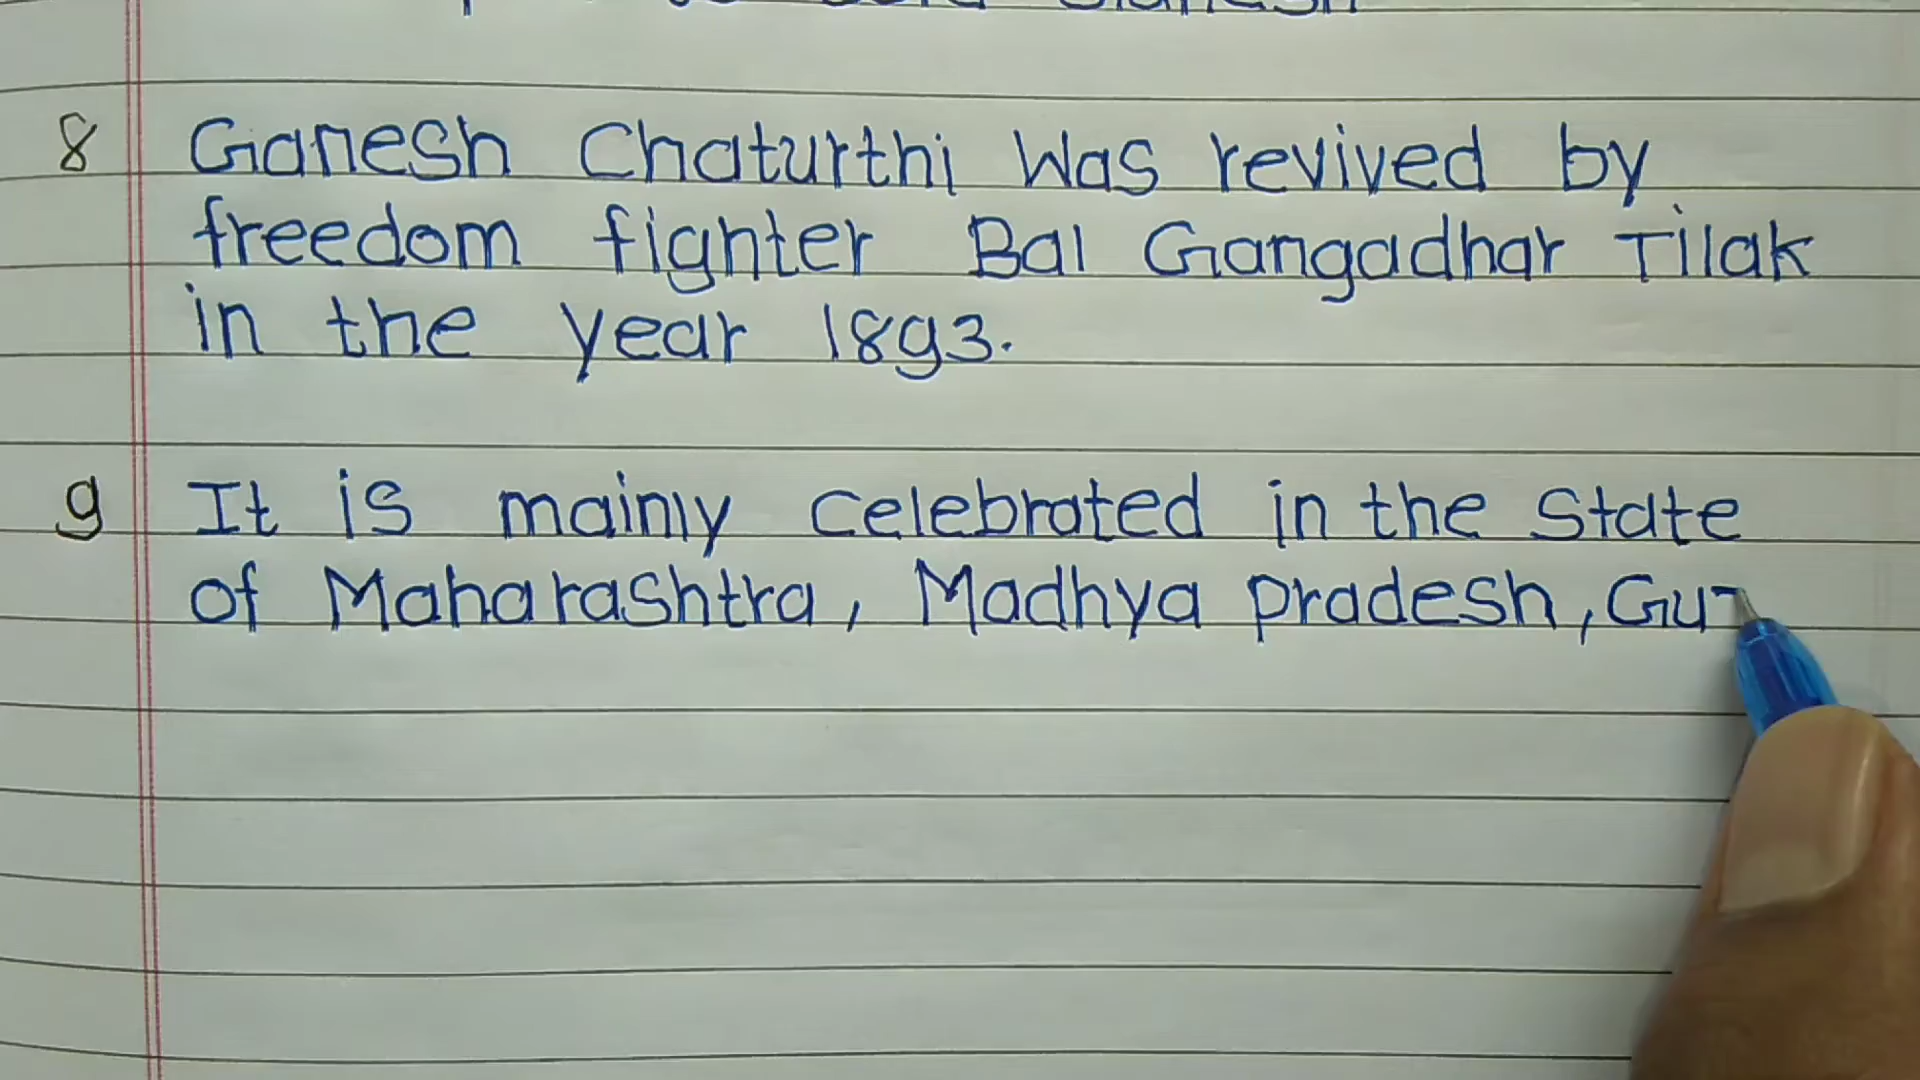 8 Ganesh Chaturthi Was revived by
freedom fighter Bal Gangadhar Tilak
in the year 1893.
9 It is mainly celebrated in the State
of Maharashtra, Madhya pradesh, Gu